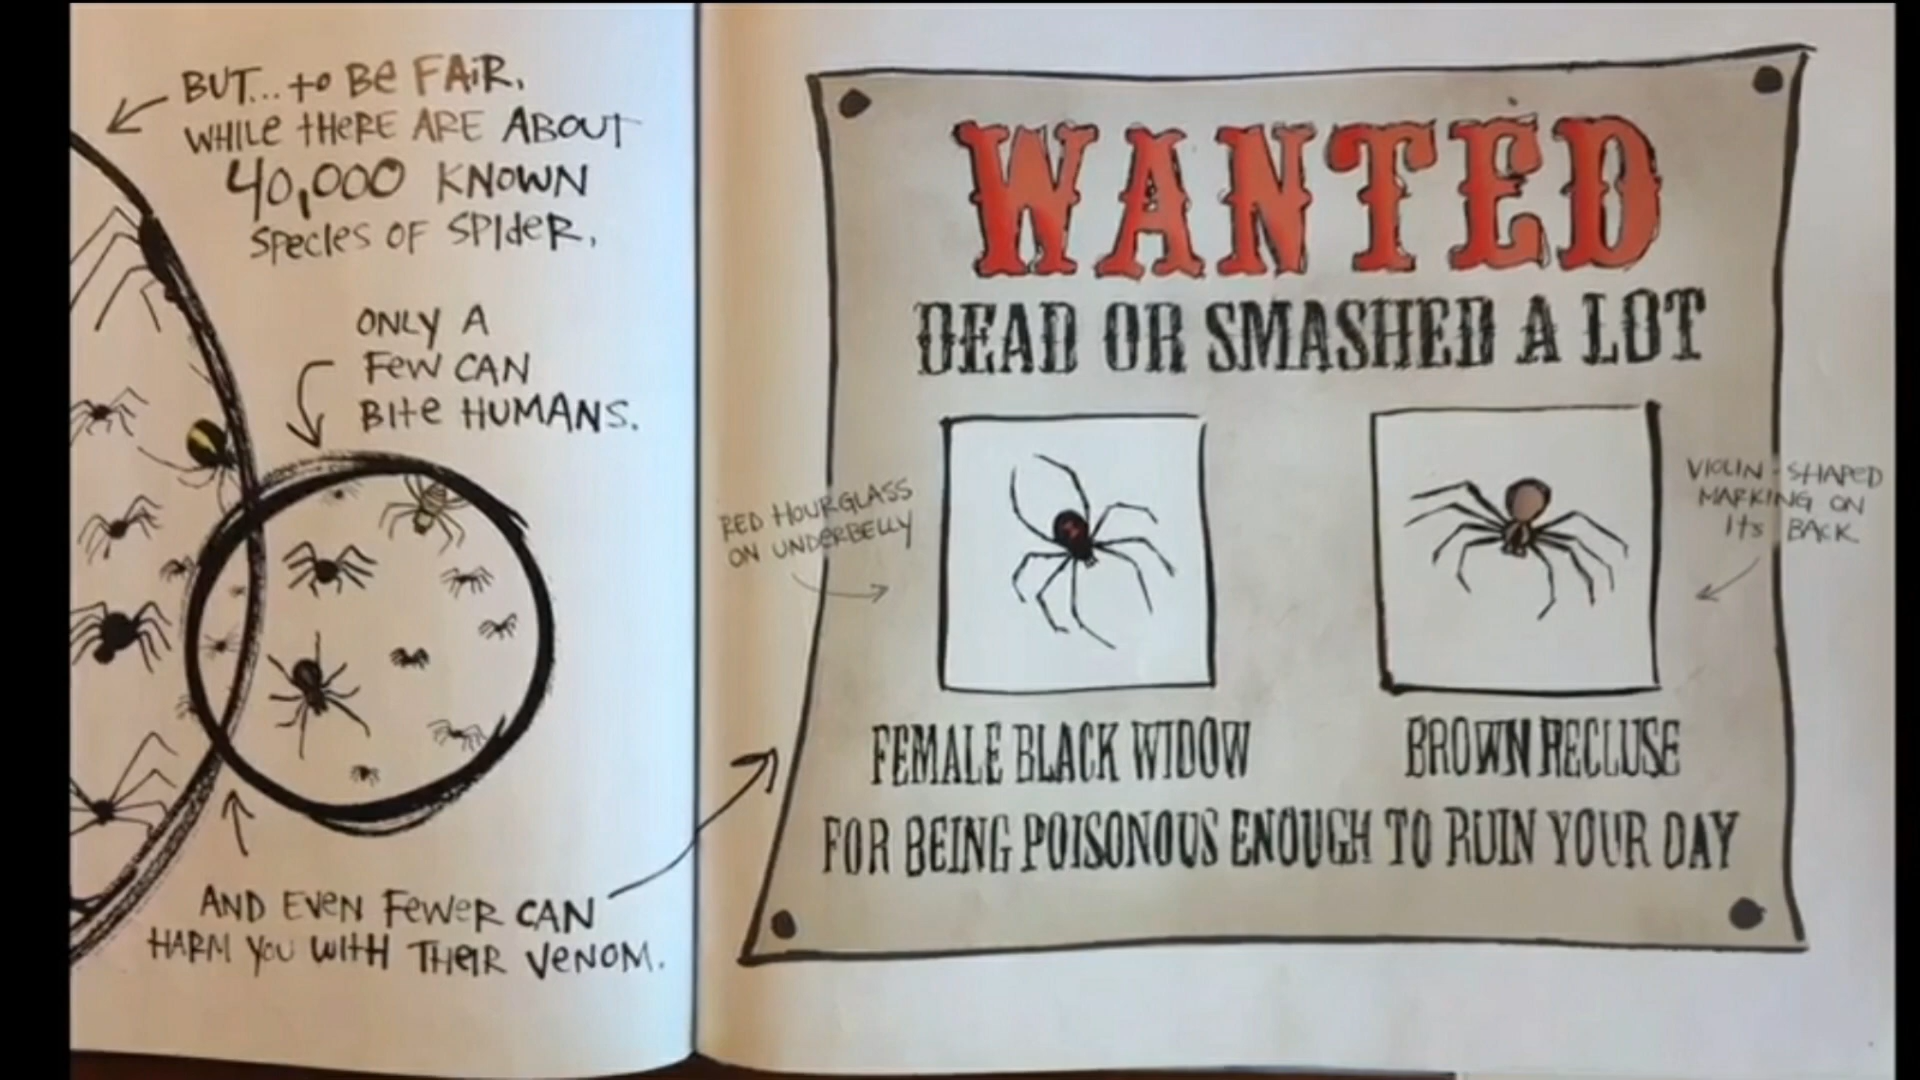 BUT... to BE FAIR,
WHILE tHERE ARE ABOUT
40,000 KNOWN
SPECIES OF SPIDER,
ONLY A
FEW CAN
BITE HUMANS.
AND EVEN FEWER CAN
HARM YOU WITH THEIR VENOM.
WANTED
DEAD OR SMASHED A LOT
RED HOURGLASS
ON UNDERBELLY
VIOLIN-SHAPED
MARKING ON
ITS BACK
FEMALE BLACK WIDOW
BROWN RECLUSE
FOR BEING POISONOUS ENOUGH TO RUIN YOUR DAY